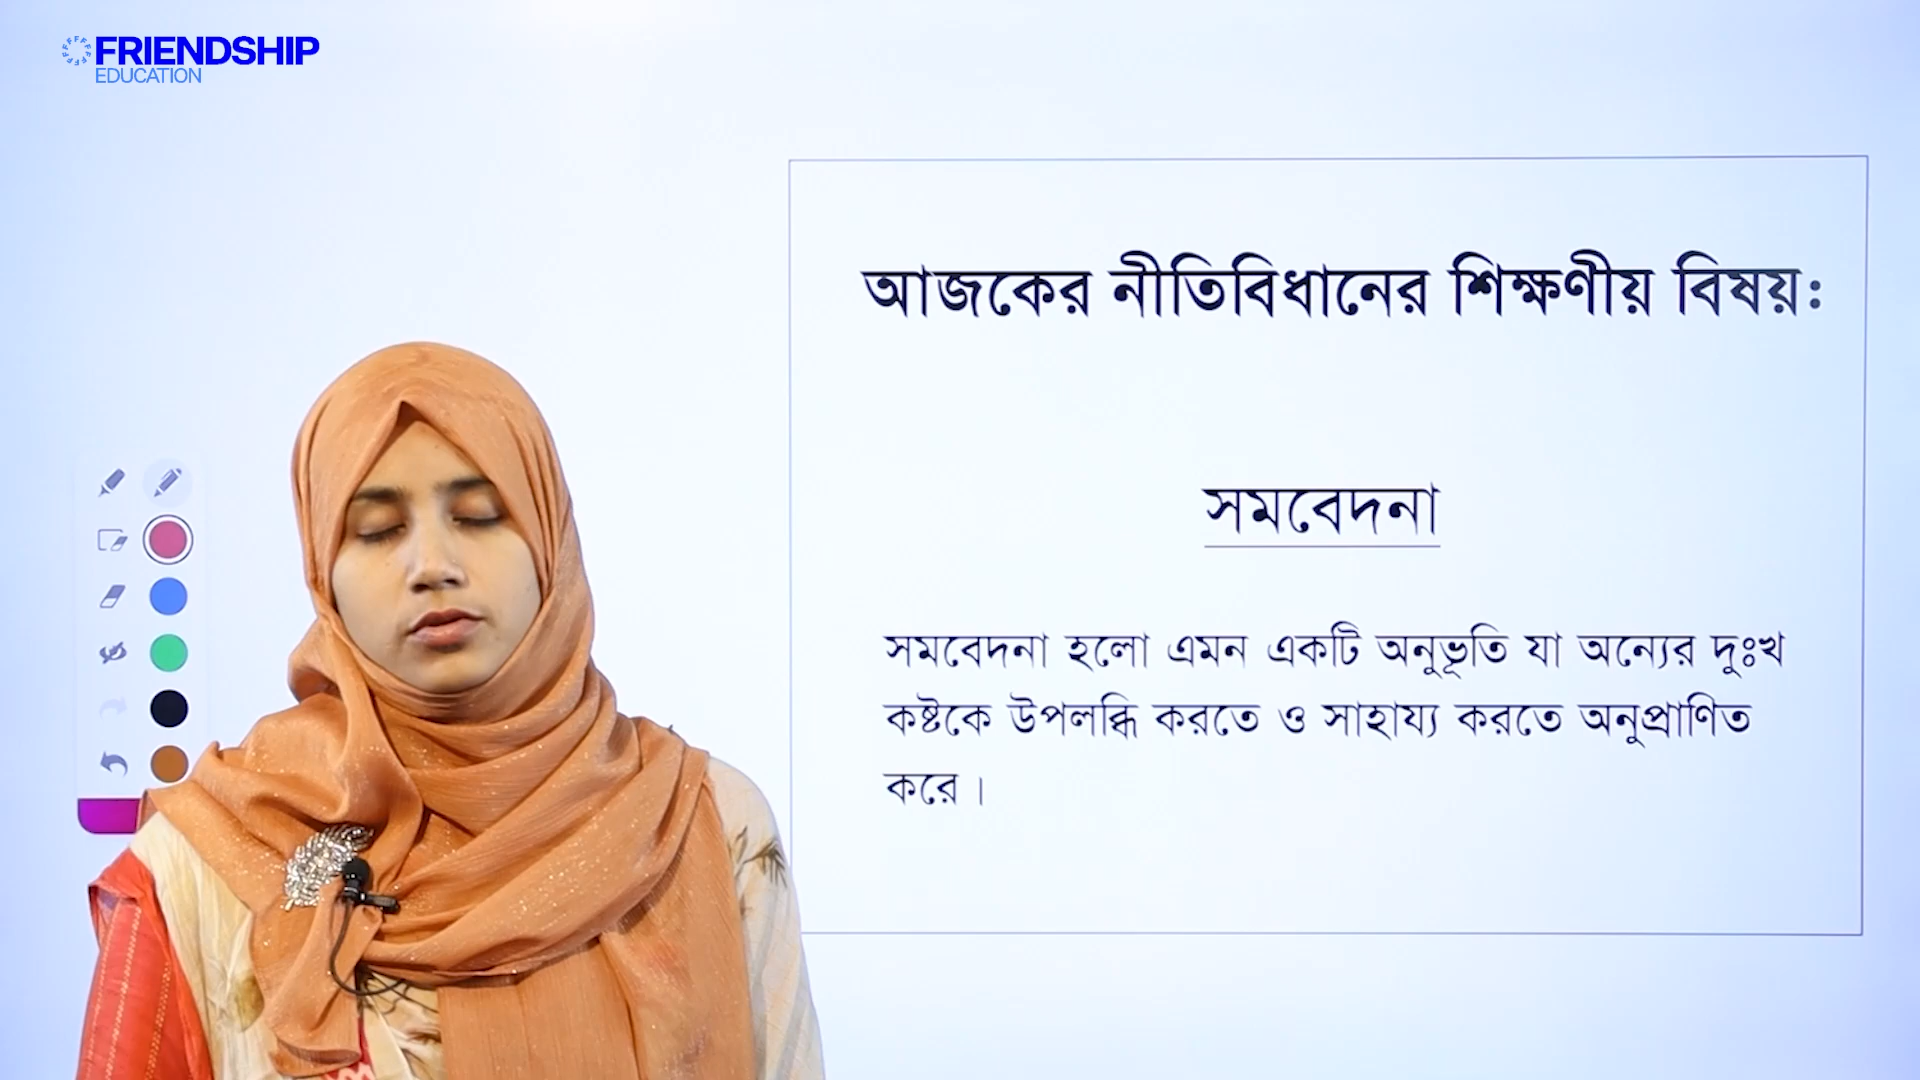 FRIENDSHIP
EDUCATION
আজকের নীতিবিধানের শিক্ষণীয় বিষয়:
সমবেদনা
সমবেদনা হলো এমন একটি অনুভূতি যা অন্যের দুঃখ
কষ্টকে উপলব্ধি করতে ও সাহায্য করতে অনুপ্রাণিত
করে।